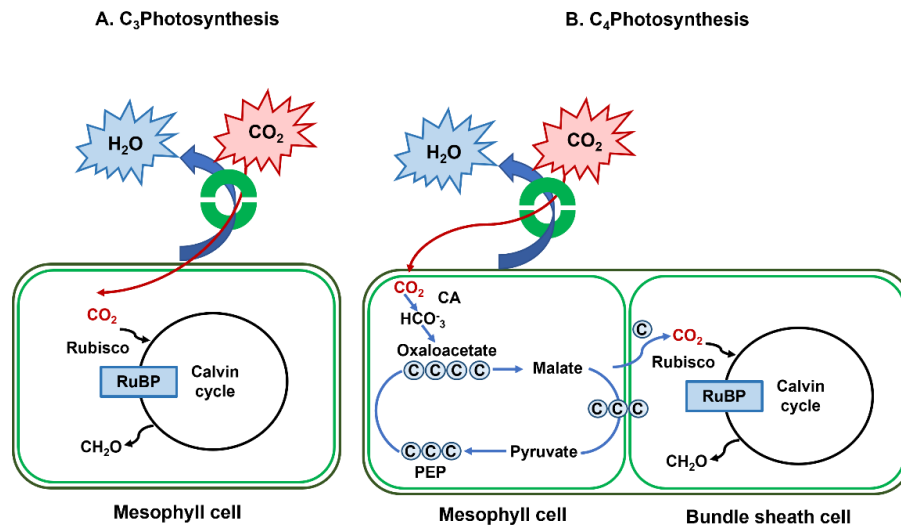 A. C₃Photosynthesis
H₂O
CO₂
CO₂
Rubisco
RuBP
Calvin
cycle
CH₂O
Mesophyll cell
B. C₄Photosynthesis
H₂O
CO₂
CO₂
CA
HCO⁻₃
Oxaloacetate
C C C C
Malate
C
C C C
Pyruvate
C C C
PEP
Mesophyll cell
CO₂
Rubisco
RuBP
Calvin
cycle
CH₂O
Bundle sheath cell